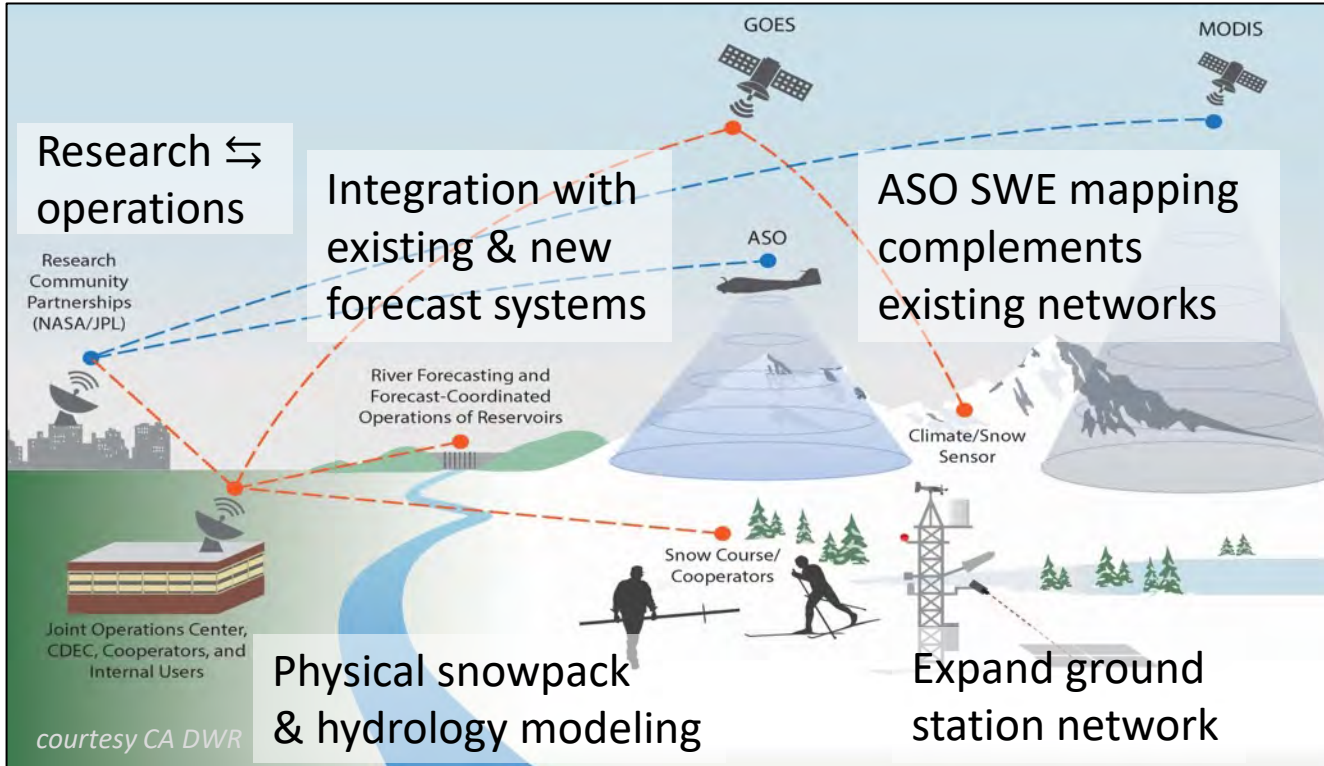 GOES
MODIS
Research ⇆
operations
Integration with
existing & new
forecast systems
ASO SWE mapping
complements
existing networks
ASO
Research
Community
Partnerships
(NASA/JPL)
River Forecasting and
Forecast-Coordinated
Operations of Reservoirs
Climate/Snow
Sensor
Snow Course/
Cooperators
Joint Operations Center,
CDEC, Cooperators, and
Internal Users
Physical snowpack
& hydrology modeling
Expand ground
station network
courtesy CA DWR